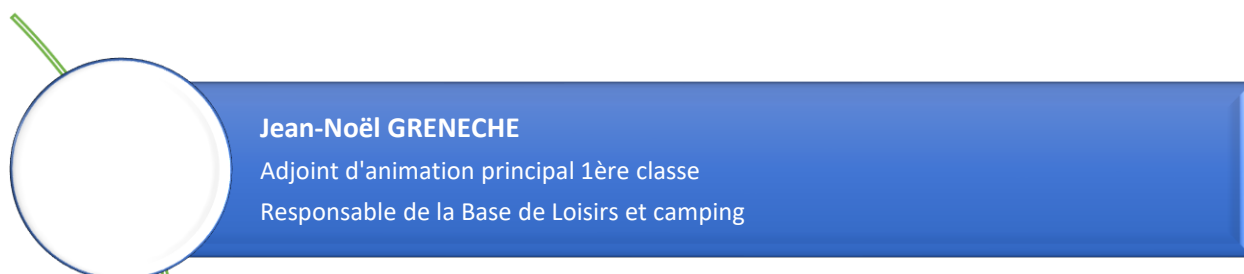 Jean-Noël GRENECHE
Adjoint d'animation principal 1ère classe
Responsable de la Base de Loisirs et camping